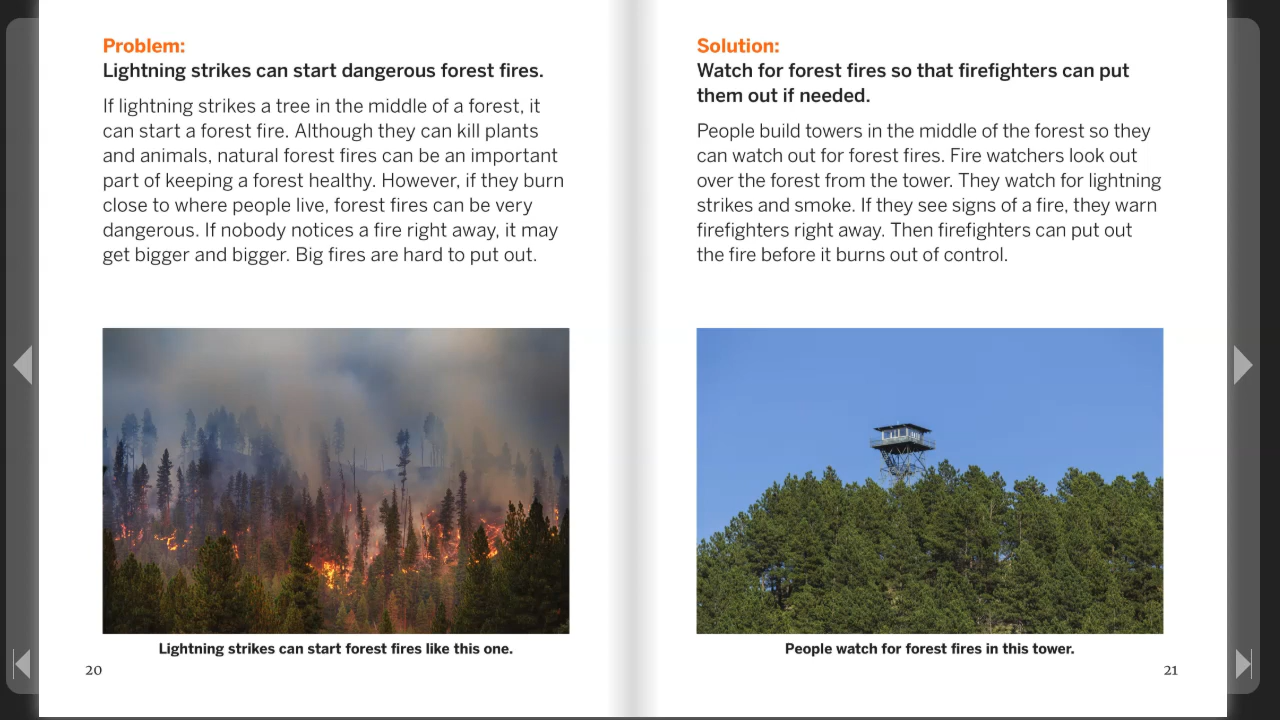 Problem:
Lightning strikes can start dangerous forest fires.
If lightning strikes a tree in the middle of a forest, it
can start a forest fire. Although they can kill plants
and animals, natural forest fires can be an important
part of keeping a forest healthy. However, if they burn
close to where people live, forest fires can be very
dangerous. If nobody notices a fire right away, it may
get bigger and bigger. Big fires are hard to put out.
Lightning strikes can start forest fires like this one.
20
Solution:
Watch for forest fires so that firefighters can put
them out if needed.
People build towers in the middle of the forest so they
can watch out for forest fires. Fire watchers look out
over the forest from the tower. They watch for lightning
strikes and smoke. If they see signs of a fire, they warn
firefighters right away. Then firefighters can put out
the fire before it burns out of control.
People watch for forest fires in this tower.
21